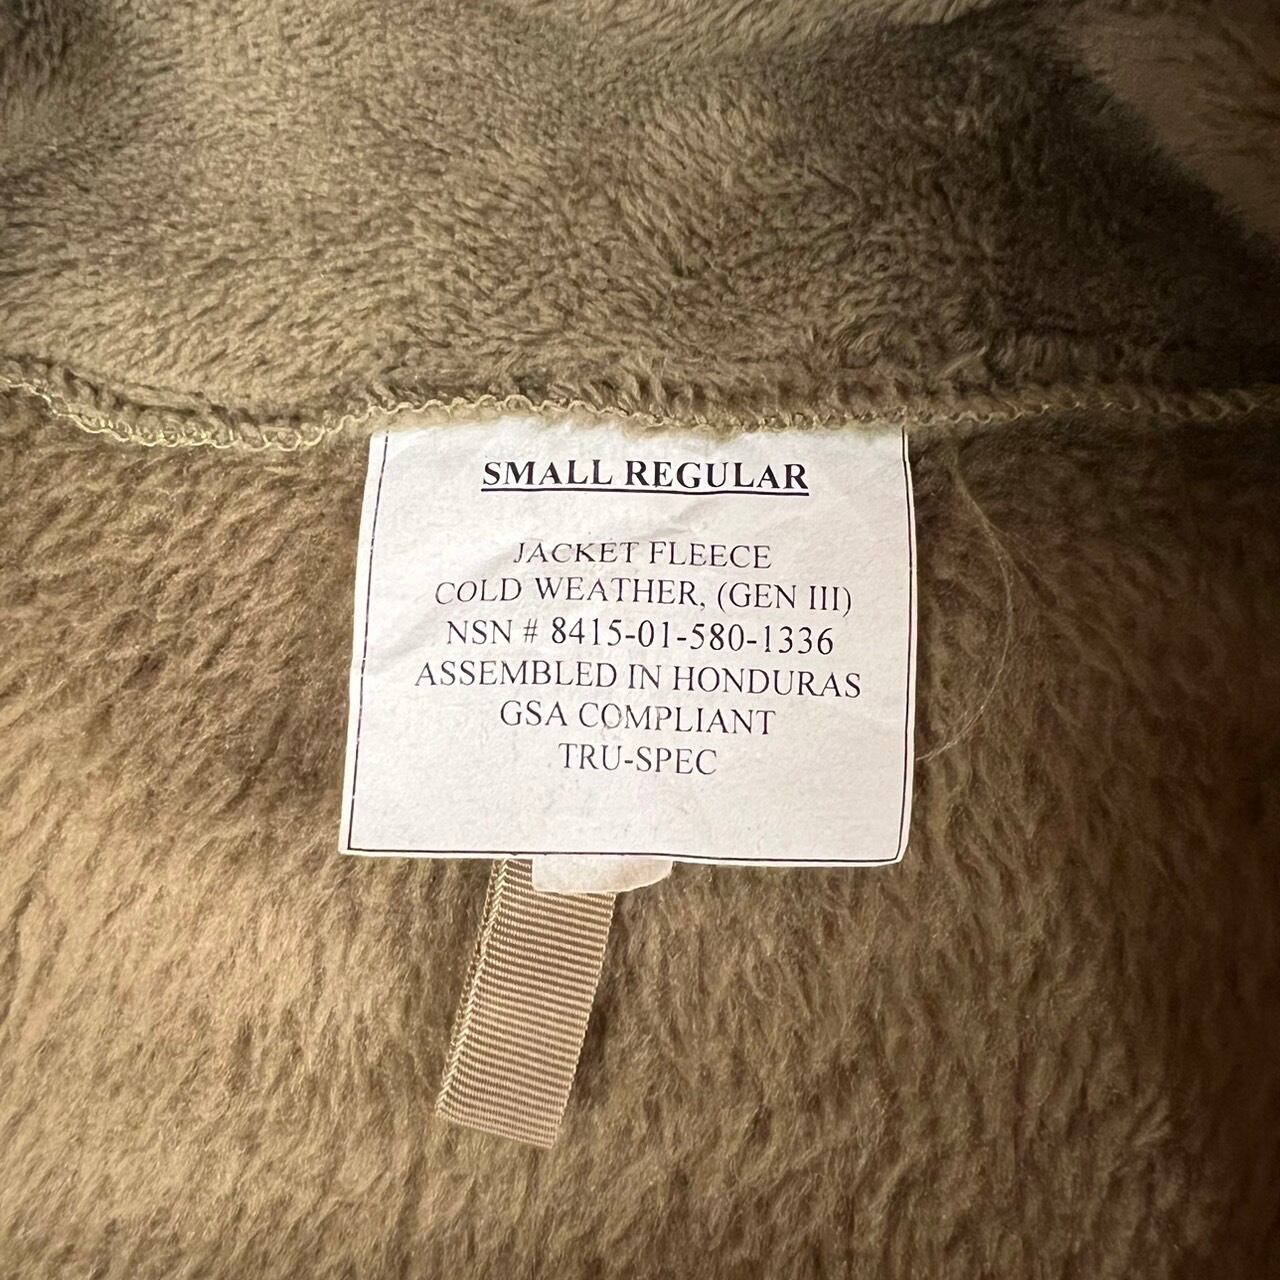 SMALL REGULAR
JACKET FLEECE
COLD WEATHER, (GEN III)
NSN # 8415-01-580-1336
ASSEMBLED IN HONDURAS
GSA COMPLIANT
TRU-SPEC